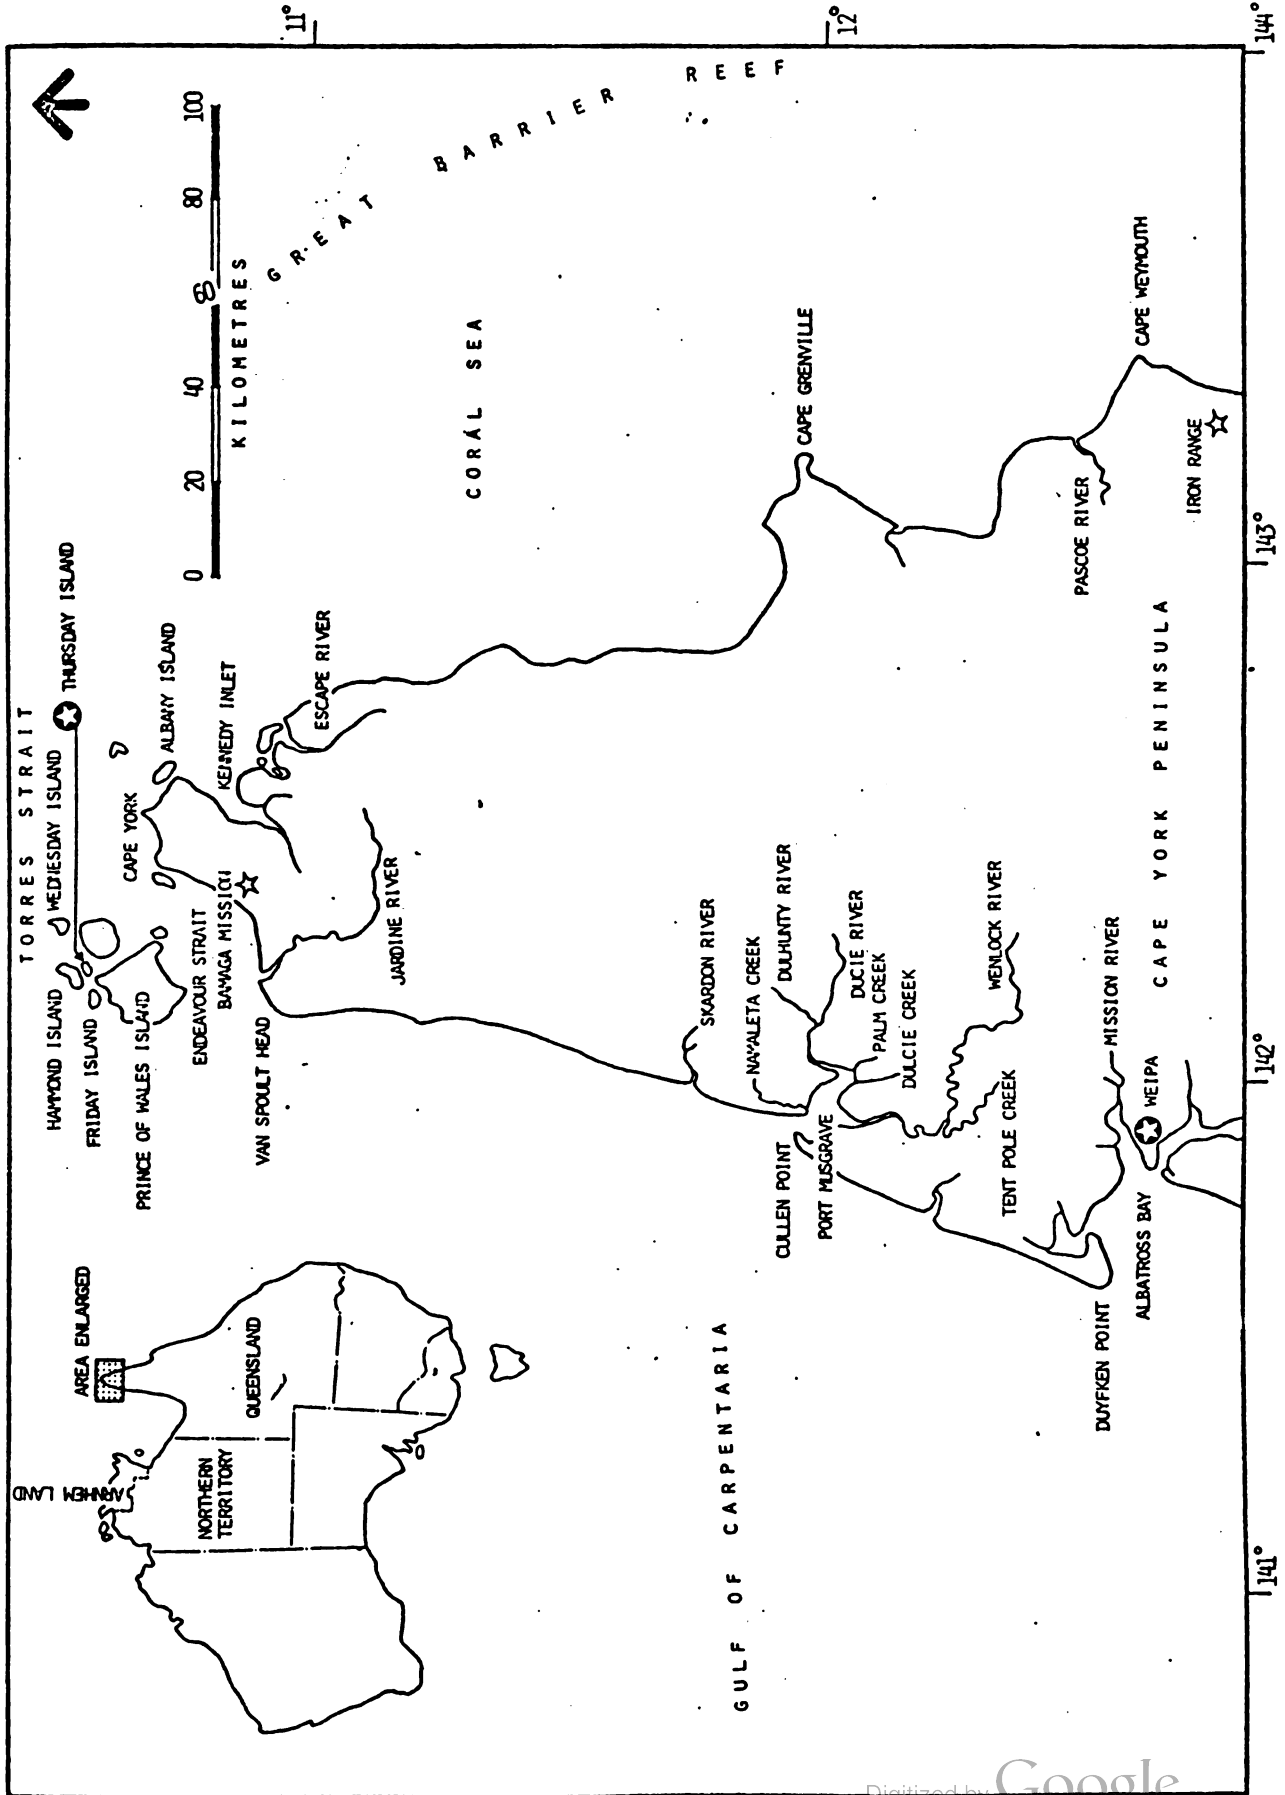 TORRES STRAIT
HAMMOND ISLAND
WEDNESDAY ISLAND
THURSDAY ISLAND
FRIDAY ISLAND
PRINCE OF WALES ISLAND
CAPE YORK
ALBANY ISLAND
ENDEAVOUR STRAIT
BAMAGA MISSION
KENNEDY INLET
VAN SPOULT HEAD
ESCAPE RIVER
JARDINE RIVER
0 20 40 60 80 100
KILOMETRES
GREAT BARRIER REEF
CORAL SEA
AREA ENLARGED
ARNHEM LAND
NORTHERN
TERRITORY
QUEENSLAND
GULF OF CARPENTARIA
SKARDON RIVER
NAMALETA CREEK
DULHUNTY RIVER
DUCIE RIVER
PALM CREEK
DULCIE CREEK
CULLEN POINT
PORT MUSGRAVE
WENLOCK RIVER
TENT POLE CREEK
CAPE GRENVILLE
PASCOE RIVER
CAPE WEYMOUTH
IRON RANGE
MISSION RIVER
WEIPA
DUYFKEN POINT
ALBATROSS BAY
CAPE YORK PENINSULA
11°
12°
141°
142°
143°
144°
Digitized by Google